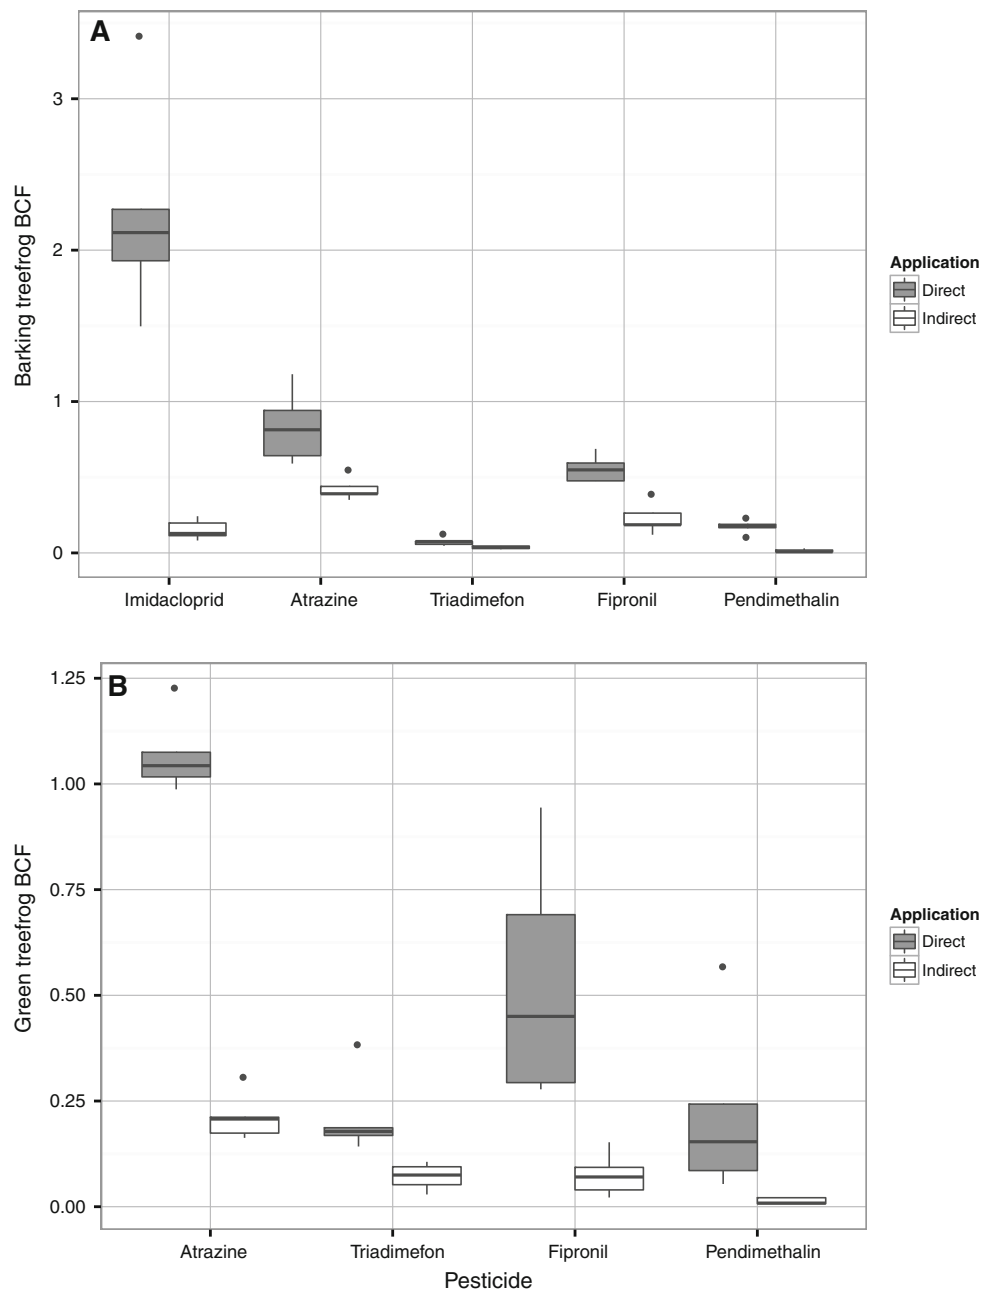 A
Barking treefrog BCF
3
2
1
0
Imidacloprid Atrazine Triadimefon Fipronil Pendimethalin
Application
Direct
Indirect
B
Green treefrog BCF
1.25
1.00
0.75
0.50
0.25
0.00
Atrazine Triadimefon Fipronil Pendimethalin
Pesticide
Application
Direct
Indirect